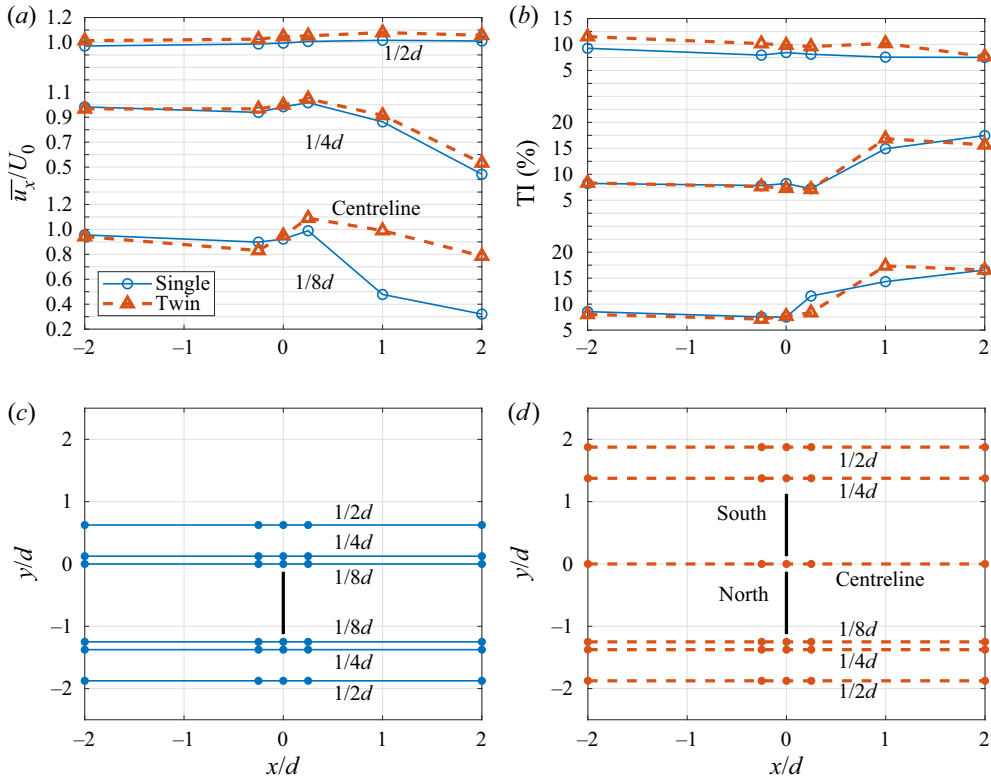 (a)
1.2
1.0
1/2d
1.1
0.9
0.7
0.5
1/4d
1.2
1.0
0.8
0.6
0.4
0.2
Centreline
1/8d
Single
Twin
u̅x/U0
−2 −1 0 1 2
(b)
15
10
5
20
15
10
5
20
15
10
5
TI (%)
−2 −1 0 1 2
(c)
2
1
0
−1
−2
y/d
1/2d
1/4d
1/8d
1/8d
1/4d
1/2d
−2 −1 0 1 2
x/d
(d)
2
1
0
−1
−2
y/d
1/2d
1/4d
South
North
Centreline
1/8d
1/4d
1/2d
−2 −1 0 1 2
x/d